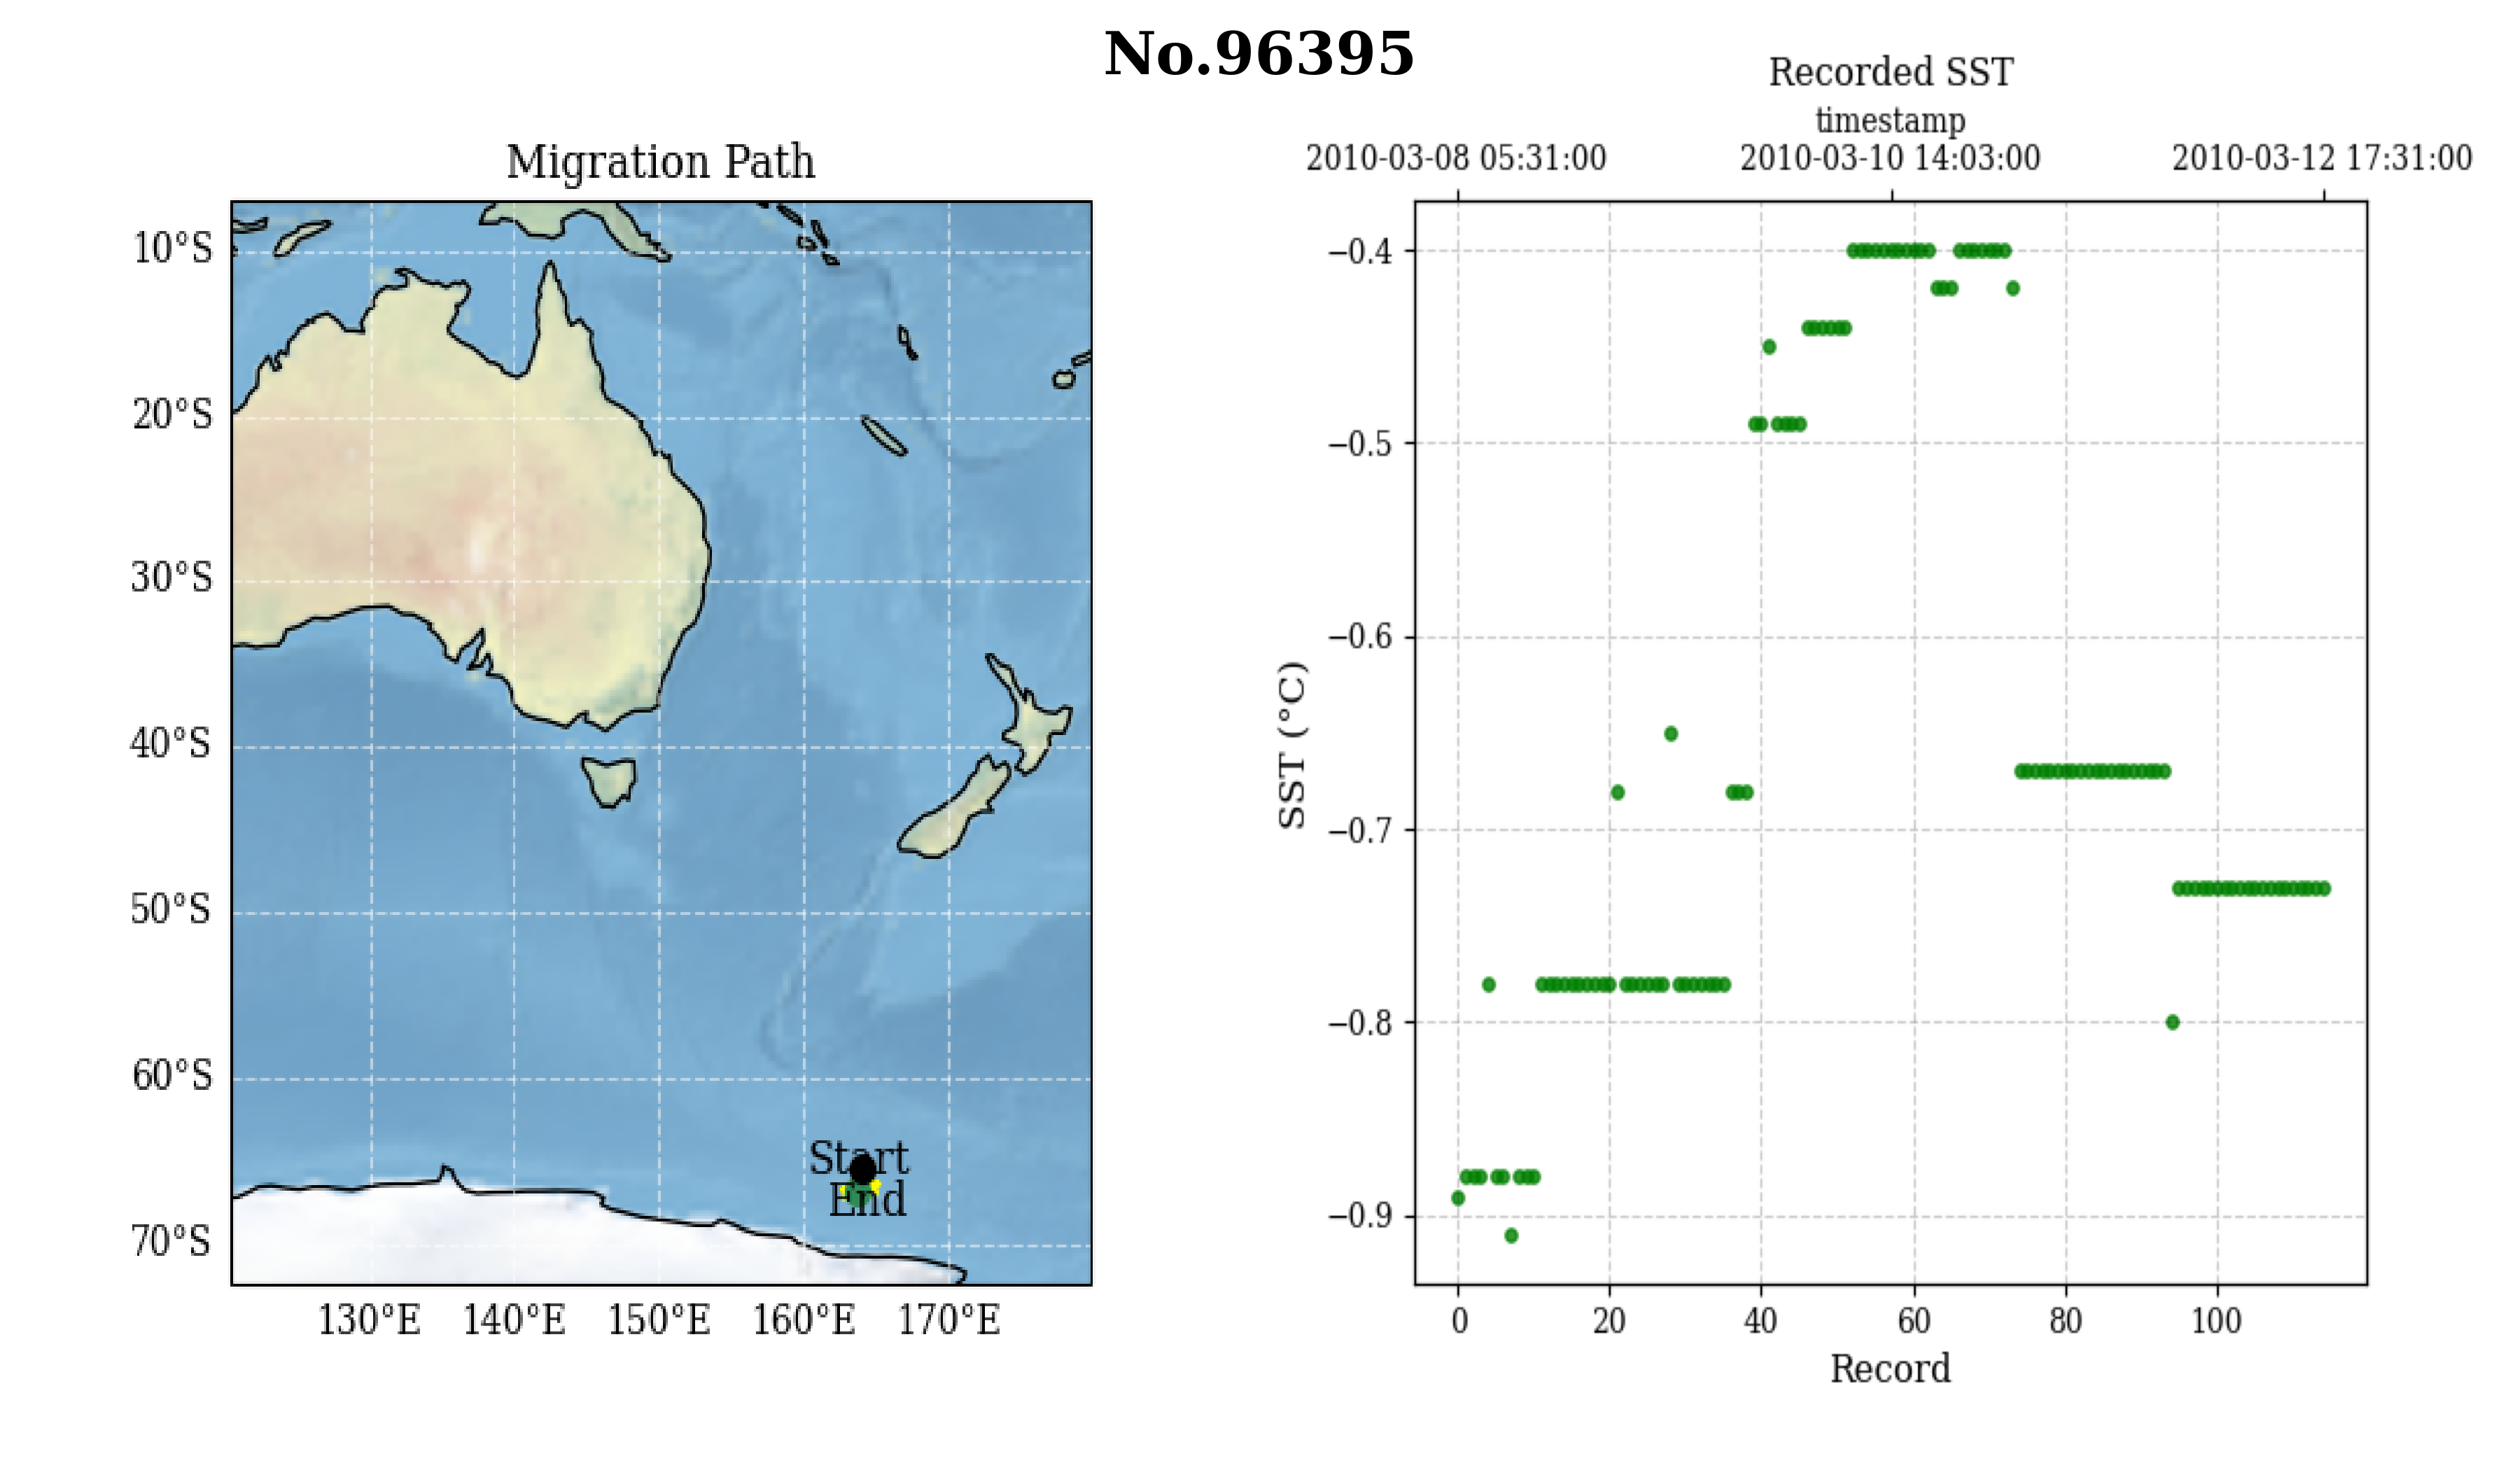 No.96395
Migration Path
10°S
20°S
30°S
40°S
50°S
60°S
70°S
130°E 140°E 150°E 160°E 170°E
Start
End
Recorded SST
timestamp
2010-03-08 05:31:00 2010-03-10 14:03:00 2010-03-12 17:31:00
SST (°C)
−0.4
−0.5
−0.6
−0.7
−0.8
−0.9
0 20 40 60 80 100
Record